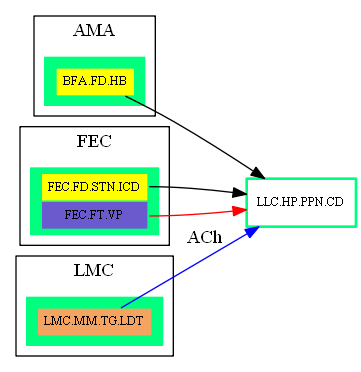 AMA
BFA.FD.HB
FEC
FEC.FD.STN.ICD
FEC.FT.VP
LLC.HP.PPN.CD
ACh
LMC
LMC.MM.TG.LDT